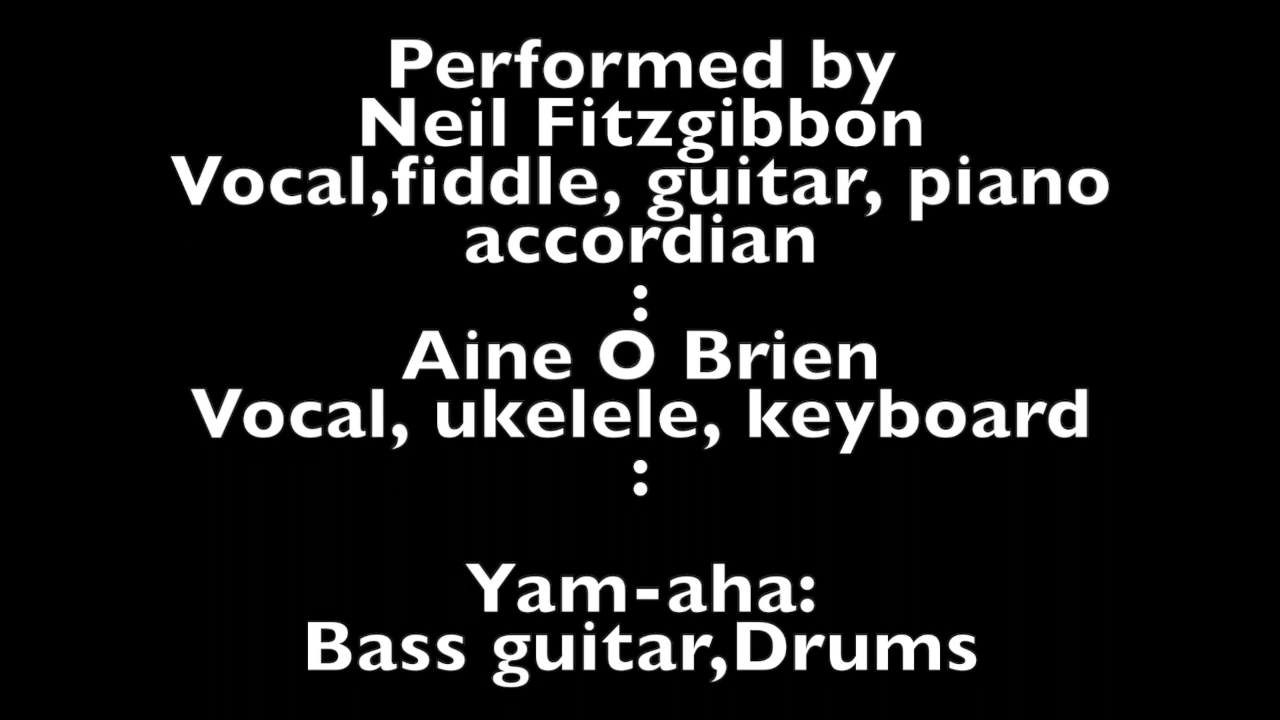 Performed by
Neil Fitzgibbon
Vocal,fiddle, guitar, piano
accordian
:
Aine O Brien
Vocal, ukelele, keyboard
:
Yam-aha:
Bass guitar,Drums